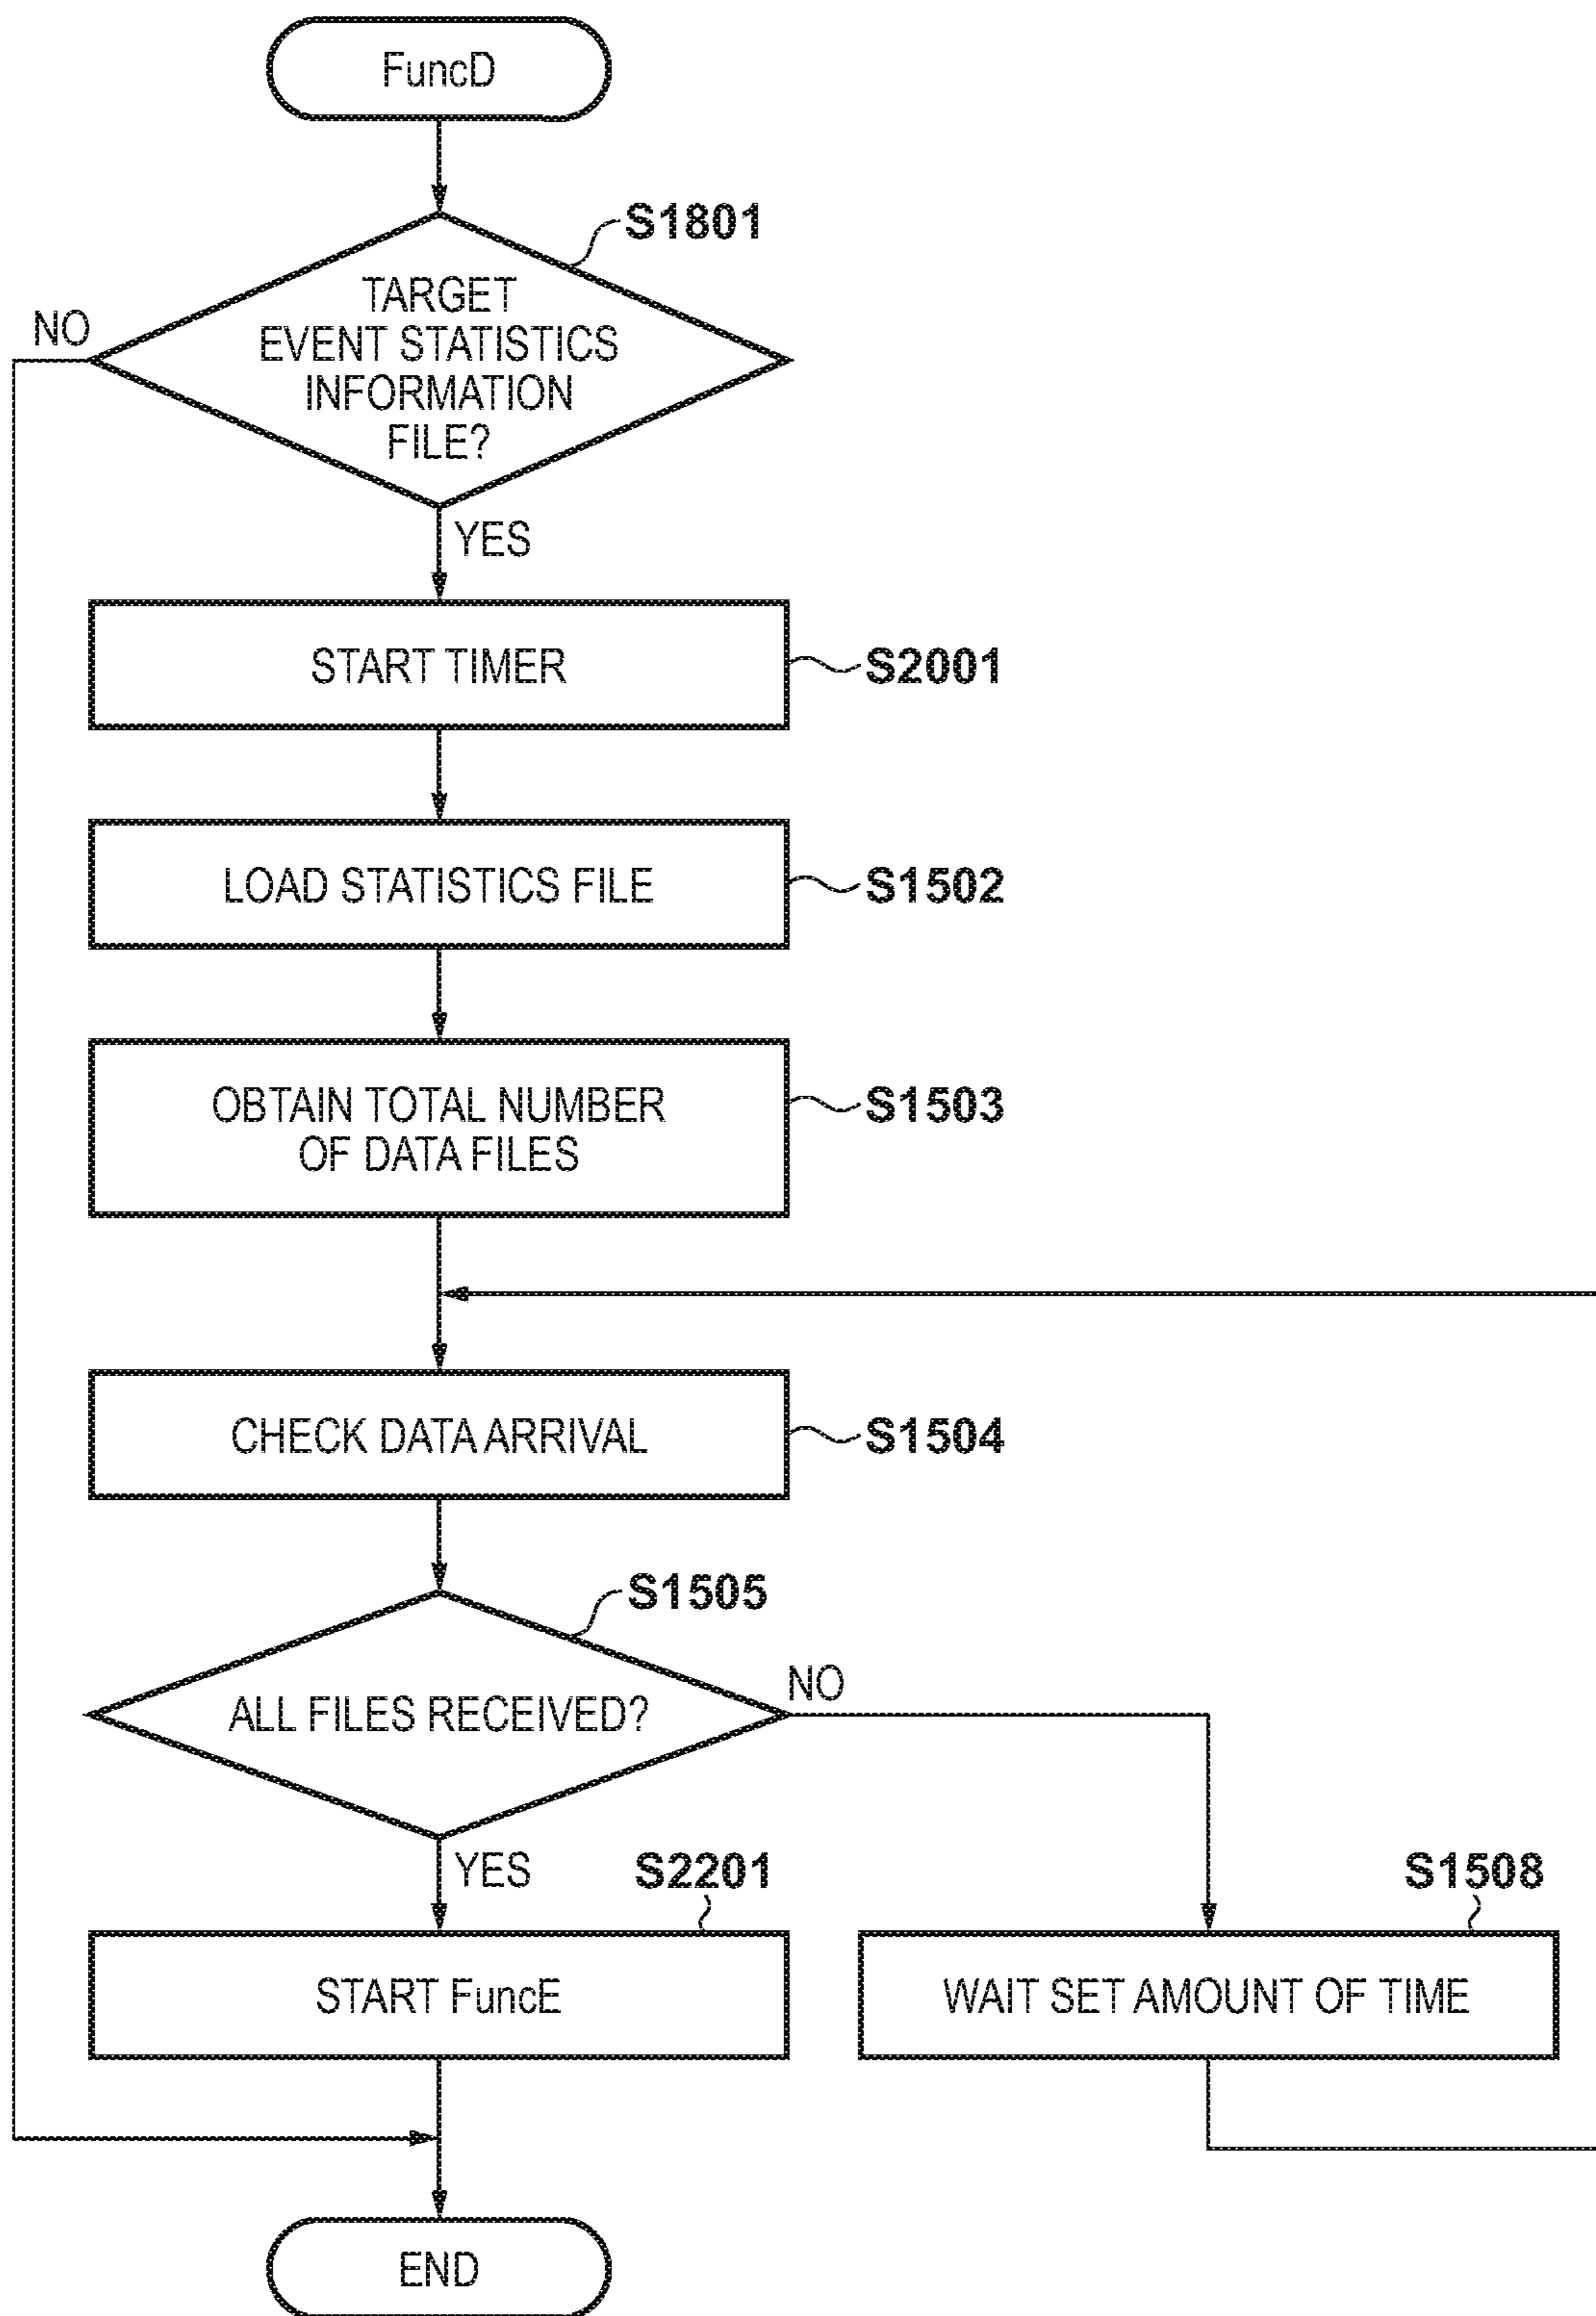 FuncD
S1801
TARGET
EVENT STATISTICS
INFORMATION
FILE?
NO
YES
START TIMER
S2001
LOAD STATISTICS FILE
S1502
OBTAIN TOTAL NUMBER
OF DATA FILES
S1503
CHECK DATA ARRIVAL
S1504
S1505
ALL FILES RECEIVED?
NO
YES
S2201
S1508
START FuncE
WAIT SET AMOUNT OF TIME
END